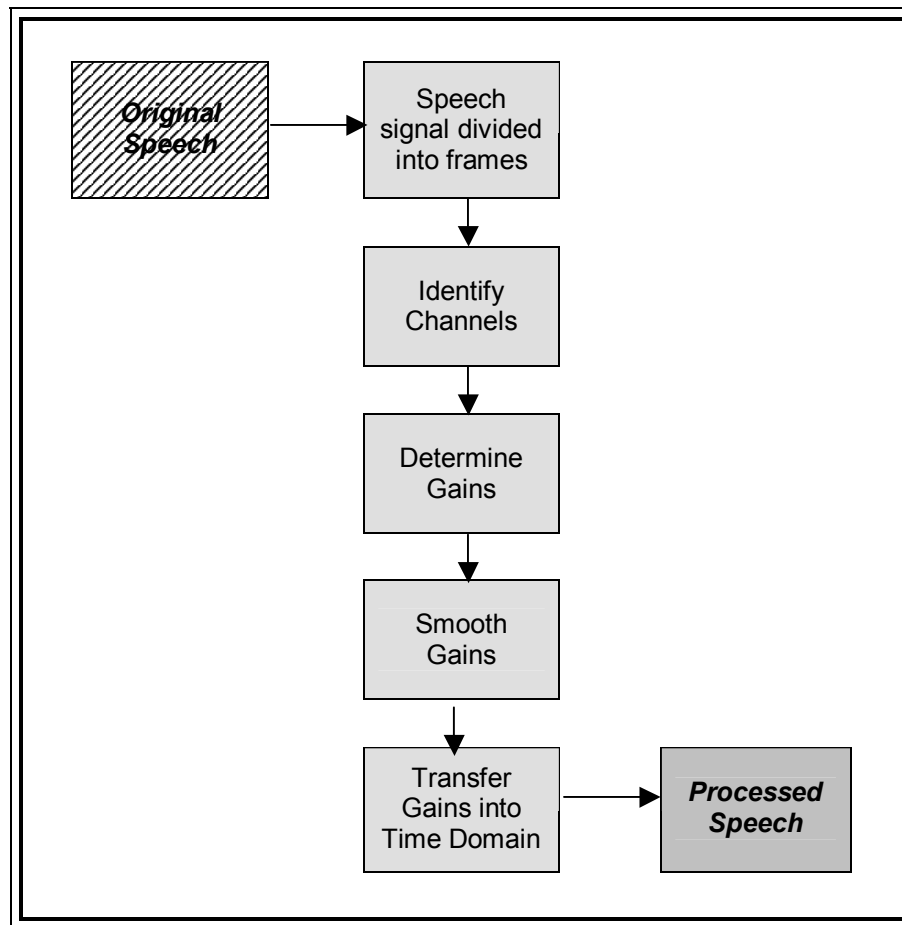 Original
Speech
Speech
signal divided
into frames
Identify
Channels
Determine
Gains
Smooth
Gains
Transfer
Gains into
Time Domain
Processed
Speech